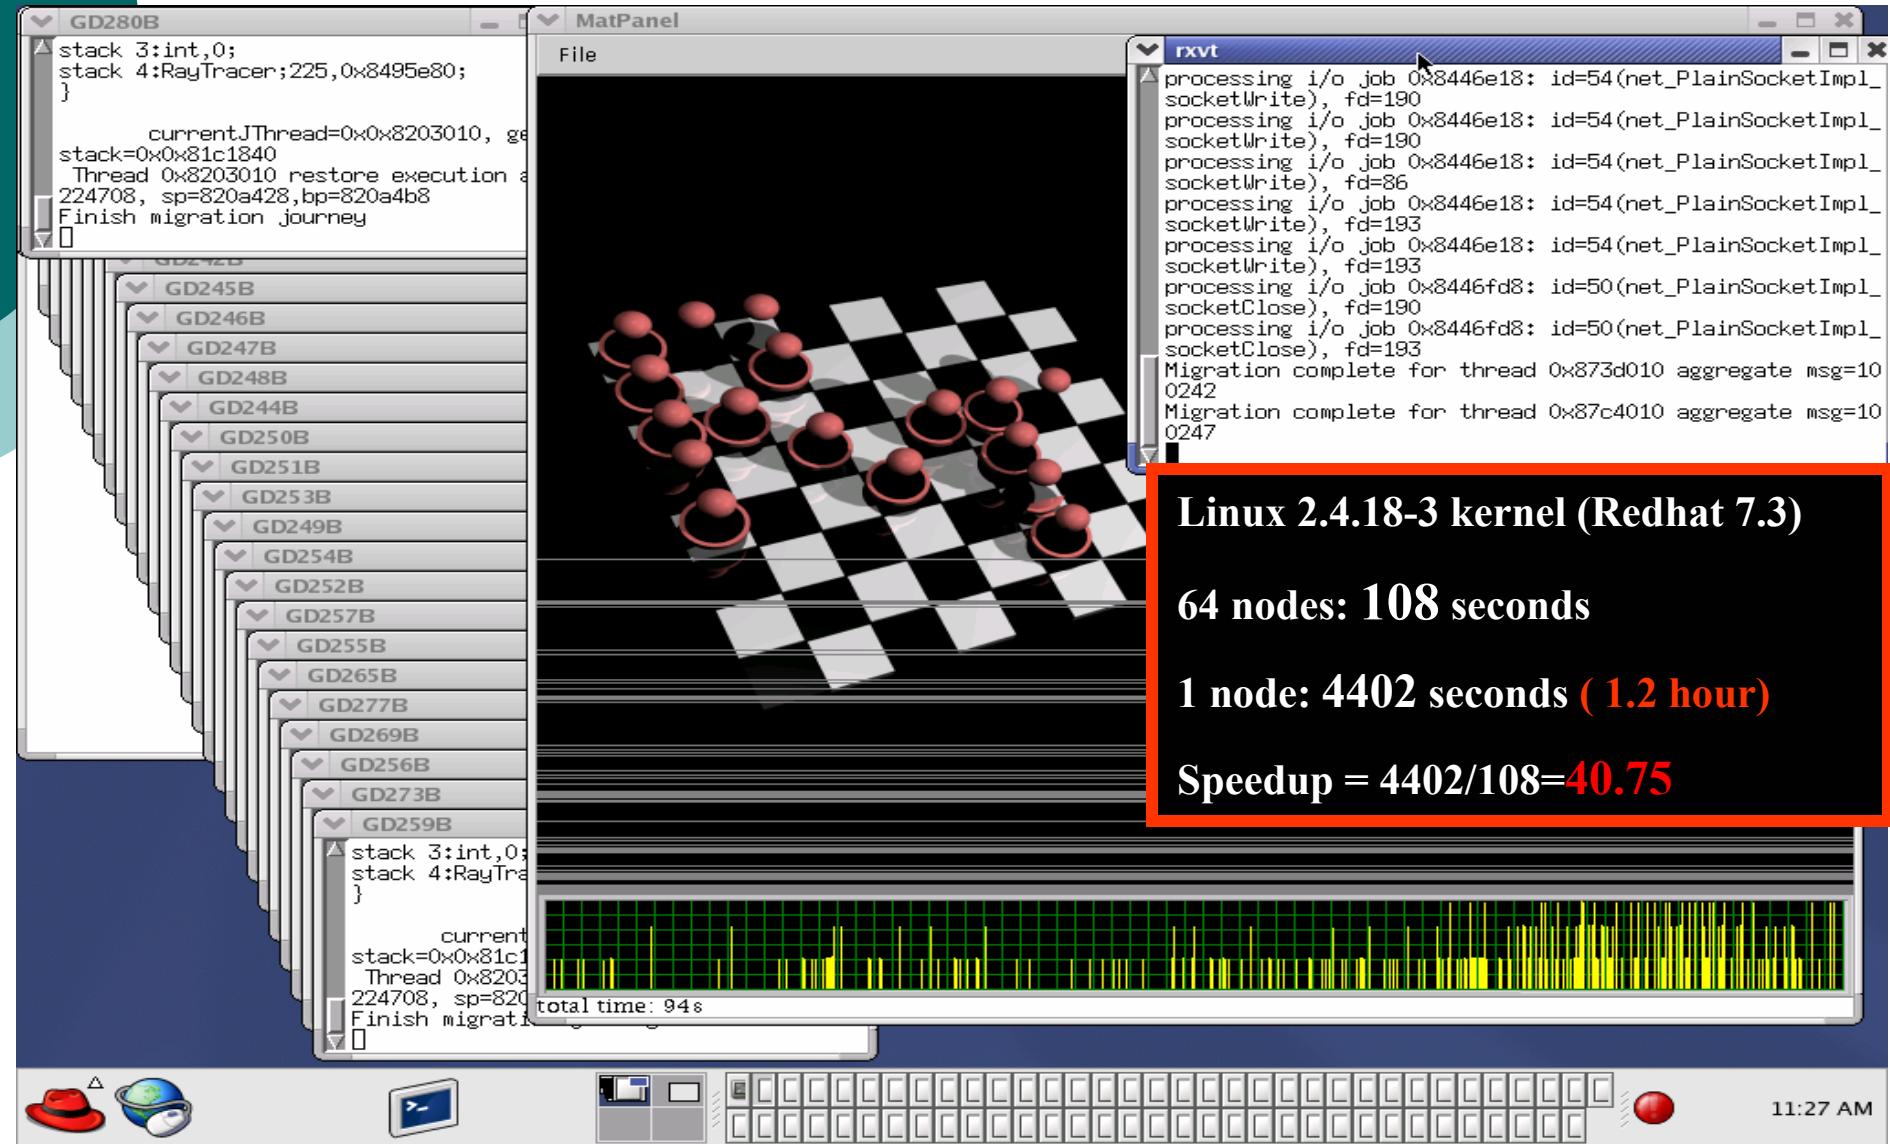 GD280B
stack 3:int,0;
stack 4:RayTracer;225,0x8495e80;
}
currentJThread=0x0x8203010, ge
stack=0x0x81c1840
Thread 0x8203010 restore execution a
224708, sp=820a428,bp=820a4b8
Finish migration journey
GD242B
GD245B
GD246B
GD247B
GD248B
GD244B
GD250B
GD251B
GD253B
GD249B
GD254B
GD252B
GD257B
GD255B
GD265B
GD277B
GD269B
GD256B
GD273B
GD259B
stack 3:int,0;
stack 4:RayTra
}
current
stack=0x0x81c1
Thread 0x8203
224708, sp=820
Finish migrati
MatPanel
File
total time: 94s
rxvt
processing i/o job 0x8446e18: id=54(net_PlainSocketImpl_
socketWrite), fd=190
processing i/o job 0x8446e18: id=54(net_PlainSocketImpl_
socketWrite), fd=190
processing i/o job 0x8446e18: id=54(net_PlainSocketImpl_
socketWrite), fd=86
processing i/o job 0x8446e18: id=54(net_PlainSocketImpl_
socketWrite), fd=193
processing i/o job 0x8446e18: id=54(net_PlainSocketImpl_
socketWrite), fd=193
processing i/o job 0x8446fd8: id=50(net_PlainSocketImpl_
socketClose), fd=190
processing i/o job 0x8446fd8: id=50(net_PlainSocketImpl_
socketClose), fd=193
Migration complete for thread 0x873d010 aggregate msg=10
0242
Migration complete for thread 0x87c4010 aggregate msg=10
0247
Linux 2.4.18-3 kernel (Redhat 7.3)
64 nodes: 108 seconds
1 node: 4402 seconds ( 1.2 hour)
Speedup = 4402/108=40.75
11:27 AM